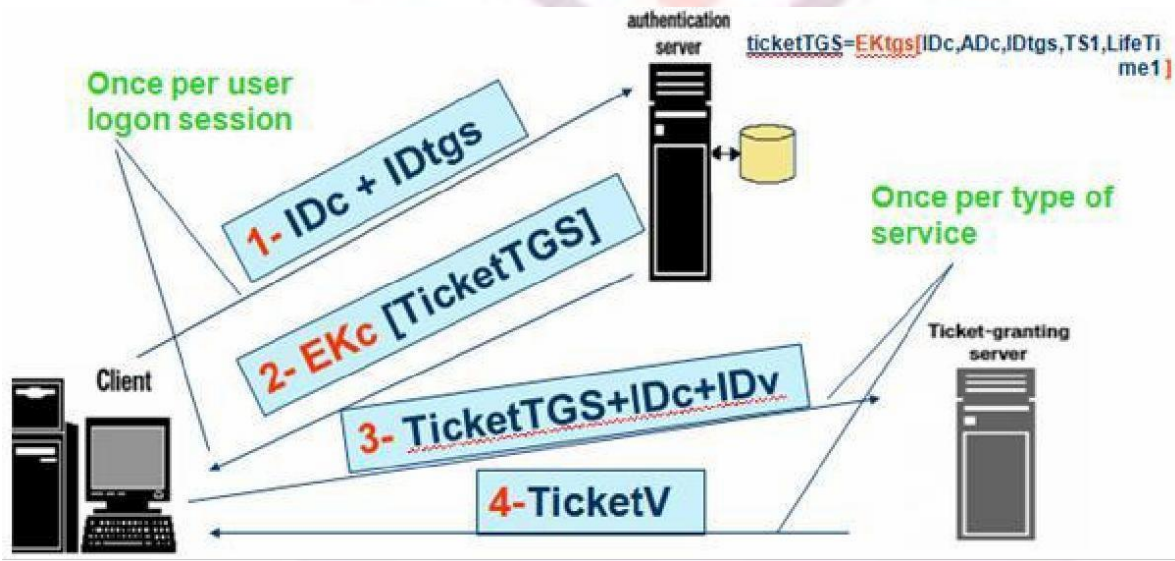 authentication
server
ticketTGS=EKtgs[IDc,ADc,IDtgs,TS1,LifeTi
me1]
Once per user
logon session
1- IDc + IDtgs
2- EKc [TicketTGS]
Once per type of
service
Ticket-granting
server
Client
3- TicketTGS+IDc+IDv
4-TicketV